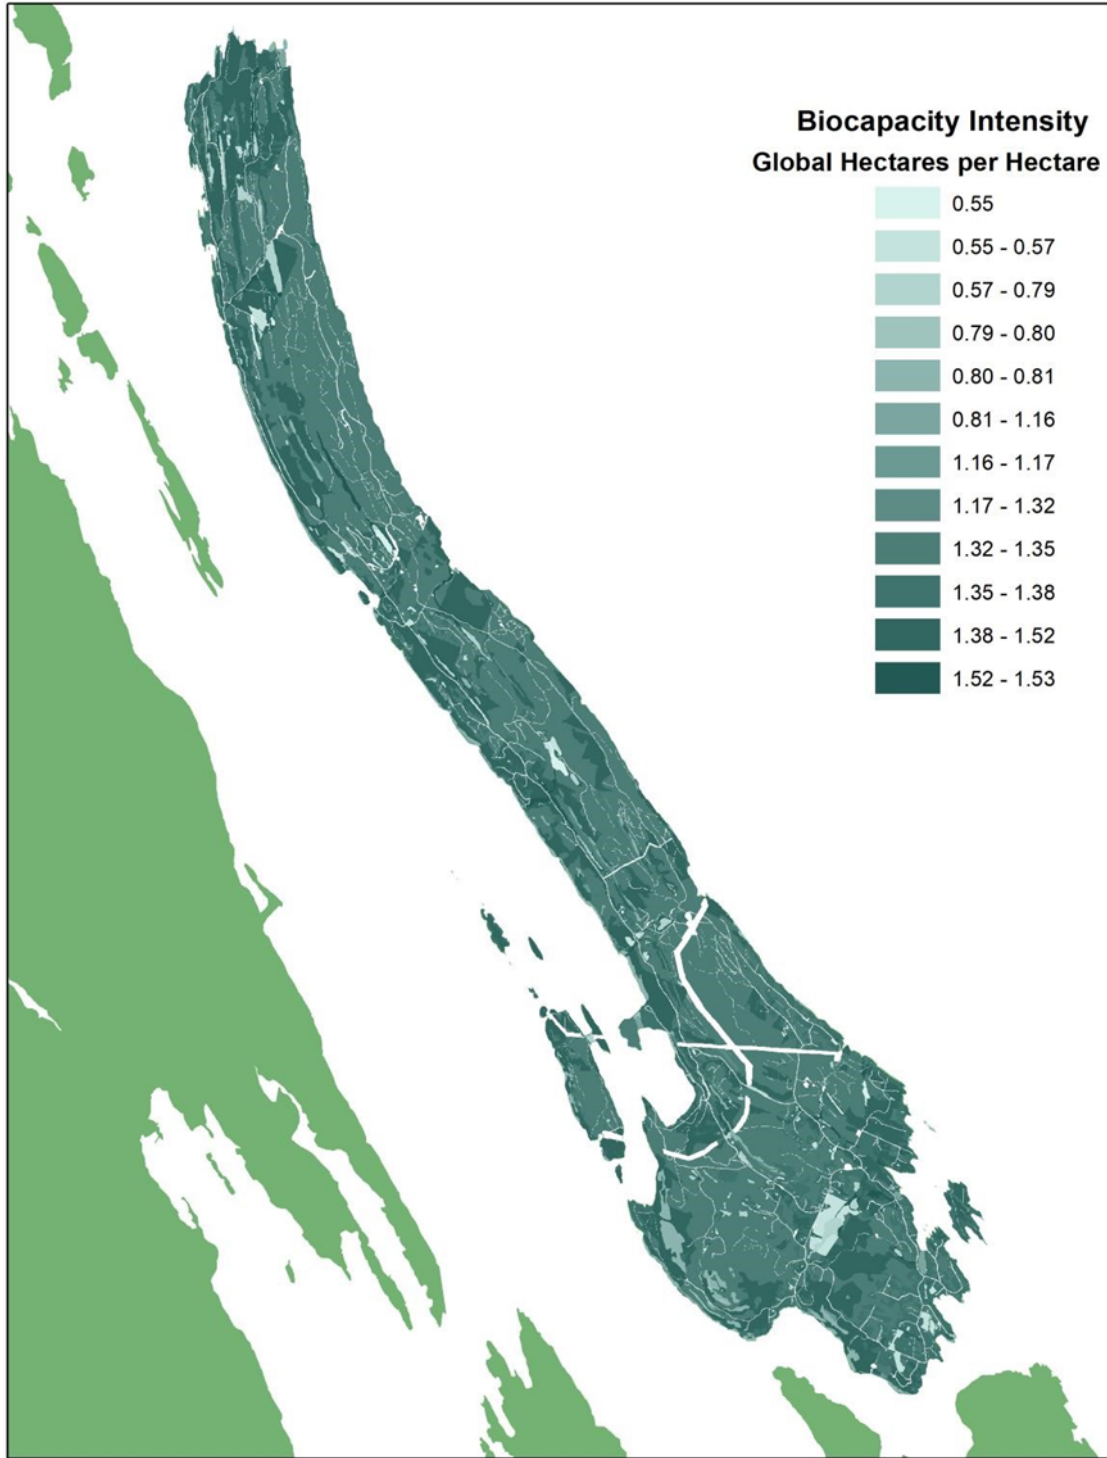 Biocapacity Intensity
Global Hectares per Hectare
0.55
0.55 - 0.57
0.57 - 0.79
0.79 - 0.80
0.80 - 0.81
0.81 - 1.16
1.16 - 1.17
1.17 - 1.32
1.32 - 1.35
1.35 - 1.38
1.38 - 1.52
1.52 - 1.53